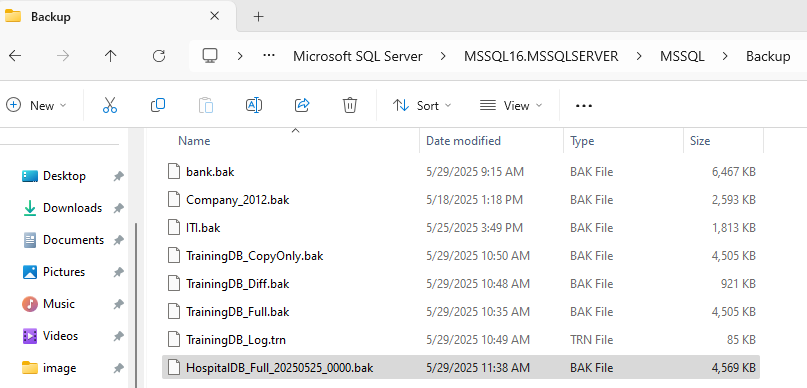 Backup
Microsoft SQL Server > MSSQL16.MSSQLSERVER > MSSQL > Backup
New Sort View
Name Date modified Type Size
Desktop
Downloads
Documents
Pictures
Music
Videos
image
bank.bak 5/29/2025 9:15 AM BAK File 6,467 KB
Company_2012.bak 5/18/2025 1:18 PM BAK File 2,593 KB
ITI.bak 5/25/2025 3:49 PM BAK File 1,813 KB
TrainingDB_CopyOnly.bak 5/29/2025 10:50 AM BAK File 4,505 KB
TrainingDB_Diff.bak 5/29/2025 10:48 AM BAK File 921 KB
TrainingDB_Full.bak 5/29/2025 10:35 AM BAK File 4,505 KB
TrainingDB_Log.trn 5/29/2025 10:49 AM TRN File 85 KB
HospitalDB_Full_20250525_0000.bak 5/29/2025 11:38 AM BAK File 4,569 KB